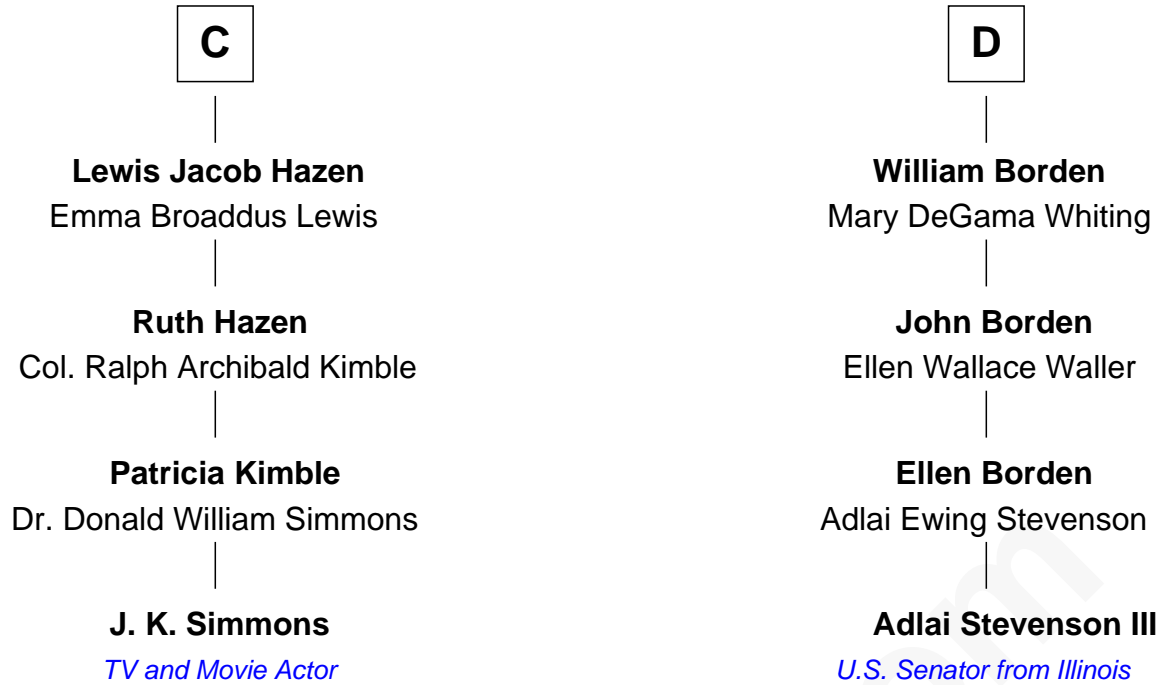 C
Lewis Jacob Hazen
Emma Broaddus Lewis
Ruth Hazen
Col. Ralph Archibald Kimble
Patricia Kimble
Dr. Donald William Simmons
J. K. Simmons
TV and Movie Actor
D
William Borden
Mary DeGama Whiting
John Borden
Ellen Wallace Waller
Ellen Borden
Adlai Ewing Stevenson
Adlai Stevenson III
U.S. Senator from Illinois